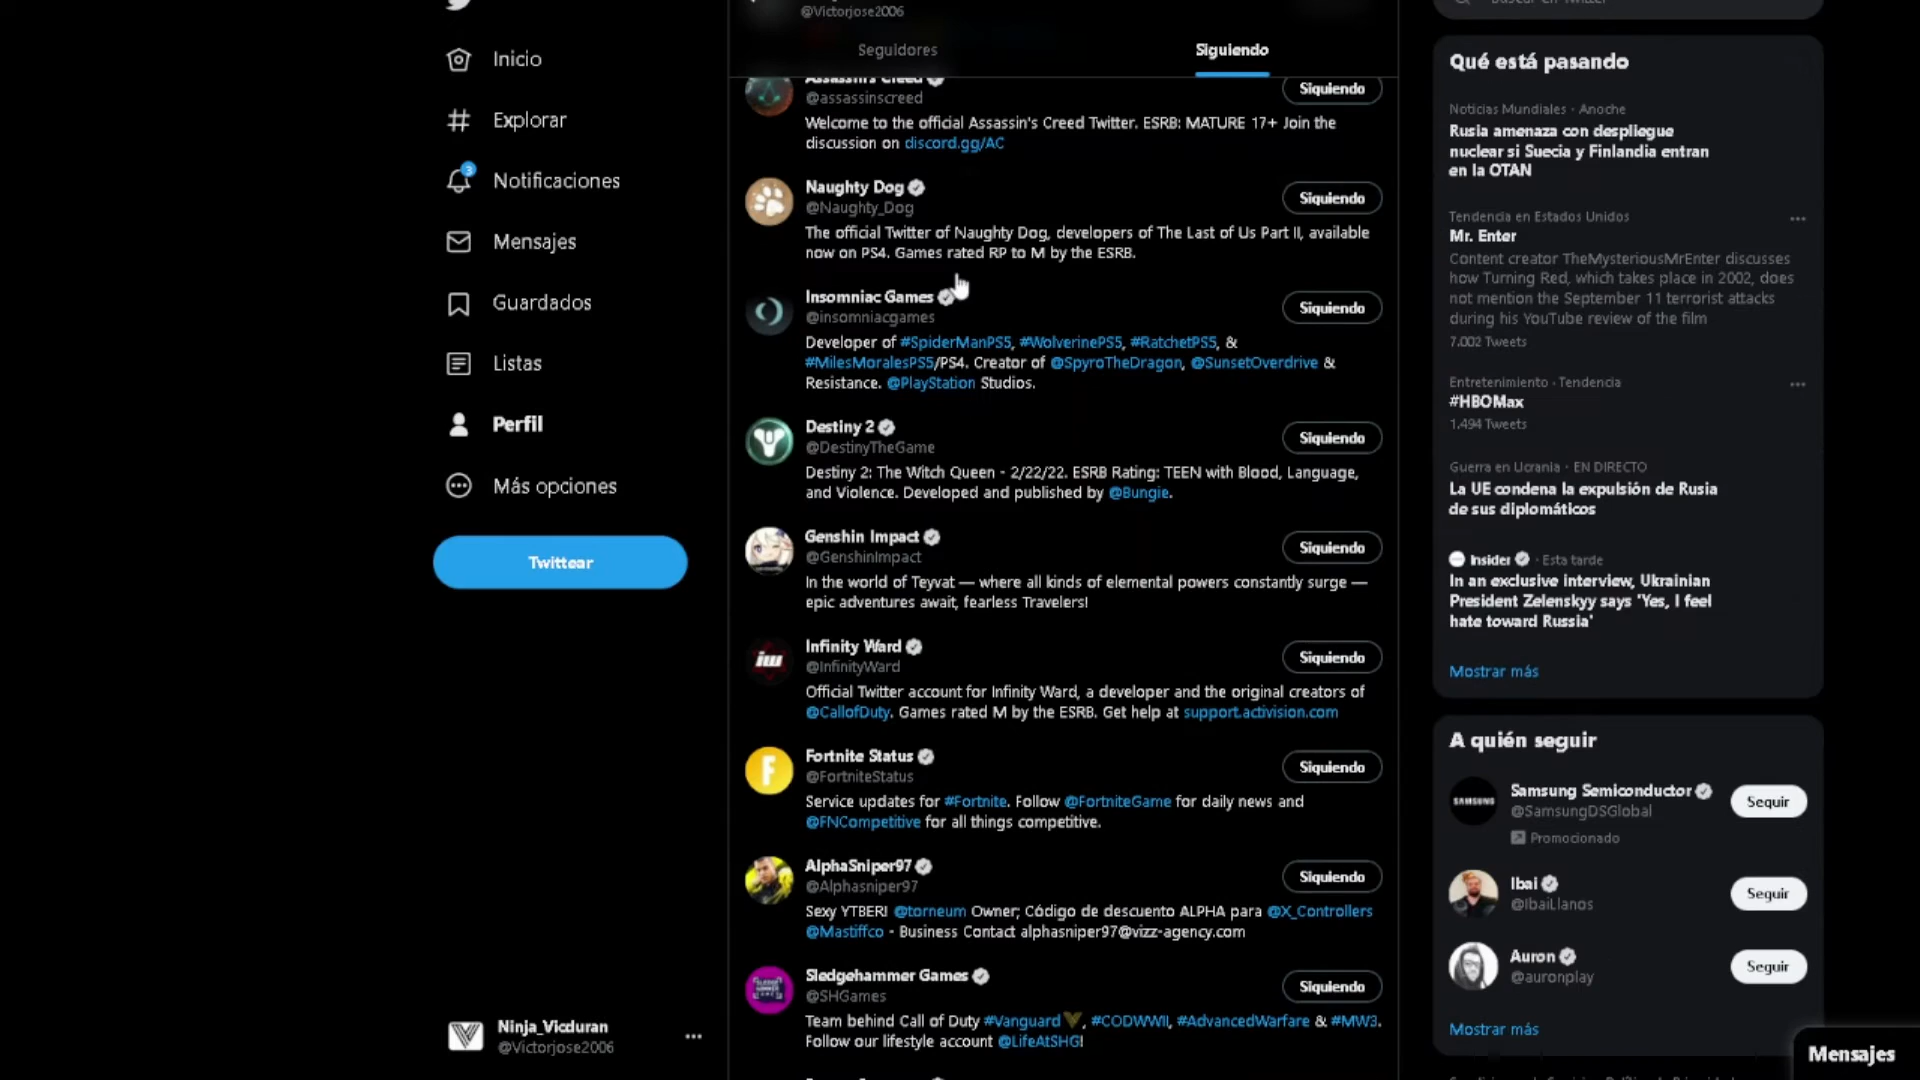 Inicio
Explorar
3
Notificaciones
Mensajes
Guardados
Listas
Perfil
Más opciones
Twittear
Ninja_Vicduran
@Victorjose2006
@Victorjose2006
Seguidores
Siguiendo
Assassin's Creed
@assassinscreed
Siguiendo
Welcome to the official Assassin's Creed Twitter. ESRB: MATURE 17+ Join the
discussion on discord.gg/AC
Naughty Dog
@Naughty_Dog
Siguiendo
The official Twitter of Naughty Dog, developers of The Last of Us Part II, available
now on PS4. Games rated RP to M by the ESRB.
Insomniac Games
@insomniacgames
Siguiendo
Developer of #SpiderManPS5, #WolverinePS5, #RatchetPS5, &
#MilesMoralesPS5/PS4. Creator of @SpyroTheDragon, @SunsetOverdrive &
Resistance. @PlayStation Studios.
Destiny 2
@DestinyTheGame
Siguiendo
Destiny 2: The Witch Queen - 2/22/22. ESRB Rating: TEEN with Blood, Language,
and Violence. Developed and published by @Bungie.
Genshin Impact
@GenshinImpact
Siguiendo
In the world of Teyvat — where all kinds of elemental powers constantly surge —
epic adventures await, fearless Travelers!
Infinity Ward
@InfinityWard
Siguiendo
Official Twitter account for Infinity Ward, a developer and the original creators of
@CallofDuty. Games rated M by the ESRB. Get help at support.activision.com
Fortnite Status
@FortniteStatus
Siguiendo
Service updates for #Fortnite. Follow @FortniteGame for daily news and
@FNCompetitive for all things competitive.
AlphaSniper97
@Alphasniper97
Siguiendo
Sexy YTBER! @torneum Owner; Código de descuento ALPHA para @X_Controllers
@Mastiffco - Business Contact alphasniper97@vizz-agency.com
Sledgehammer Games
@SHGames
Siguiendo
Team behind Call of Duty #Vanguard, #CODWWII, #AdvancedWarfare & #MW3.
Follow our lifestyle account @LifeAtSHG!
Buscar en Twitter
Qué está pasando
Noticias Mundiales · Anoche
Rusia amenaza con despliegue
nuclear si Suecia y Finlandia entran
en la OTAN
Tendencia en Estados Unidos
Mr. Enter
Content creator TheMysteriousMrEnter discusses
how Turning Red, which takes place in 2002, does
not mention the September 11 terrorist attacks
during his YouTube review of the film
7.002 Tweets
Entretenimiento · Tendencia
#HBOMax
1.494 Tweets
Guerra en Ucrania · EN DIRECTO
La UE condena la expulsión de Rusia
de sus diplomáticos
Insider · Esta tarde
In an exclusive interview, Ukrainian
President Zelenskyy says 'Yes, I feel
hate toward Russia'
Mostrar más
A quién seguir
SAMSUNG
Samsung Semiconductor
@SamsungDSGlobal
Promocionado
Seguir
Ibai
@IbaiLlanos
Seguir
Auron
@auronplay
Seguir
Mostrar más
Mensajes